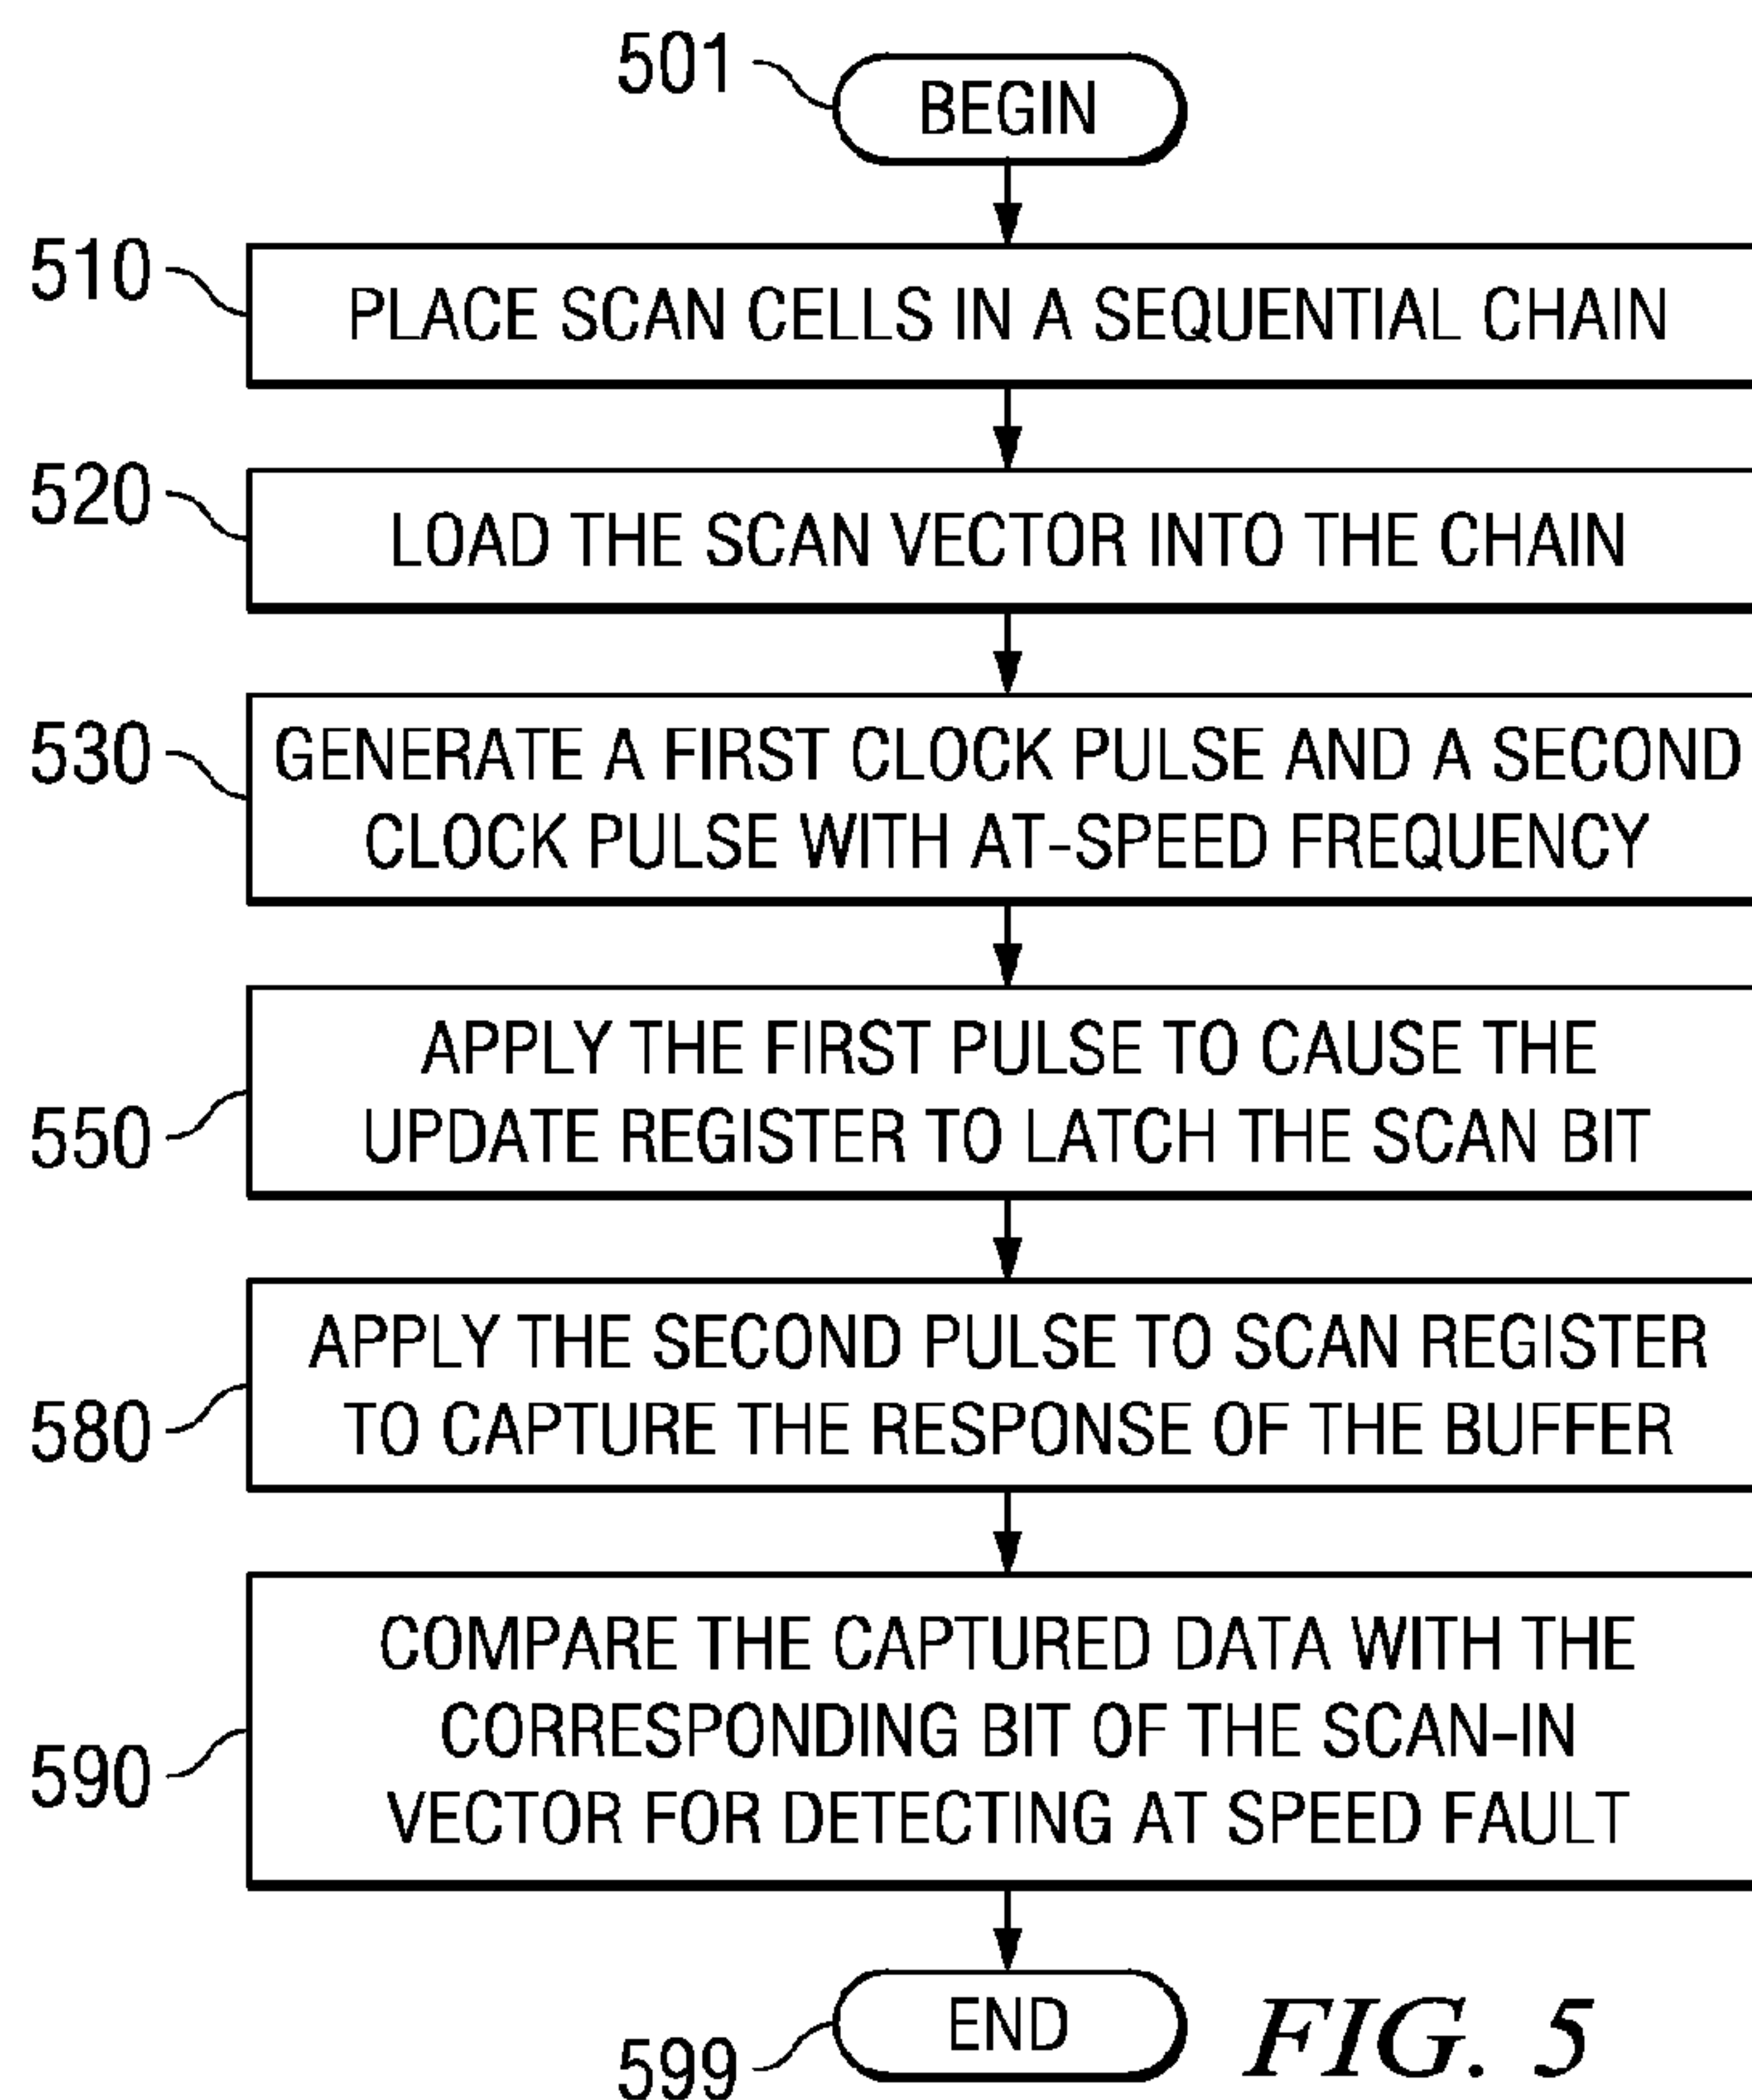 501
BEGIN
510
PLACE SCAN CELLS IN A SEQUENTIAL CHAIN
520
LOAD THE SCAN VECTOR INTO THE CHAIN
530
GENERATE A FIRST CLOCK PULSE AND A SECOND
CLOCK PULSE WITH AT-SPEED FREQUENCY
550
APPLY THE FIRST PULSE TO CAUSE THE
UPDATE REGISTER TO LATCH THE SCAN BIT
580
APPLY THE SECOND PULSE TO SCAN REGISTER
TO CAPTURE THE RESPONSE OF THE BUFFER
590
COMPARE THE CAPTURED DATA WITH THE
CORRESPONDING BIT OF THE SCAN-IN
VECTOR FOR DETECTING AT SPEED FAULT
599
END
FIG. 5